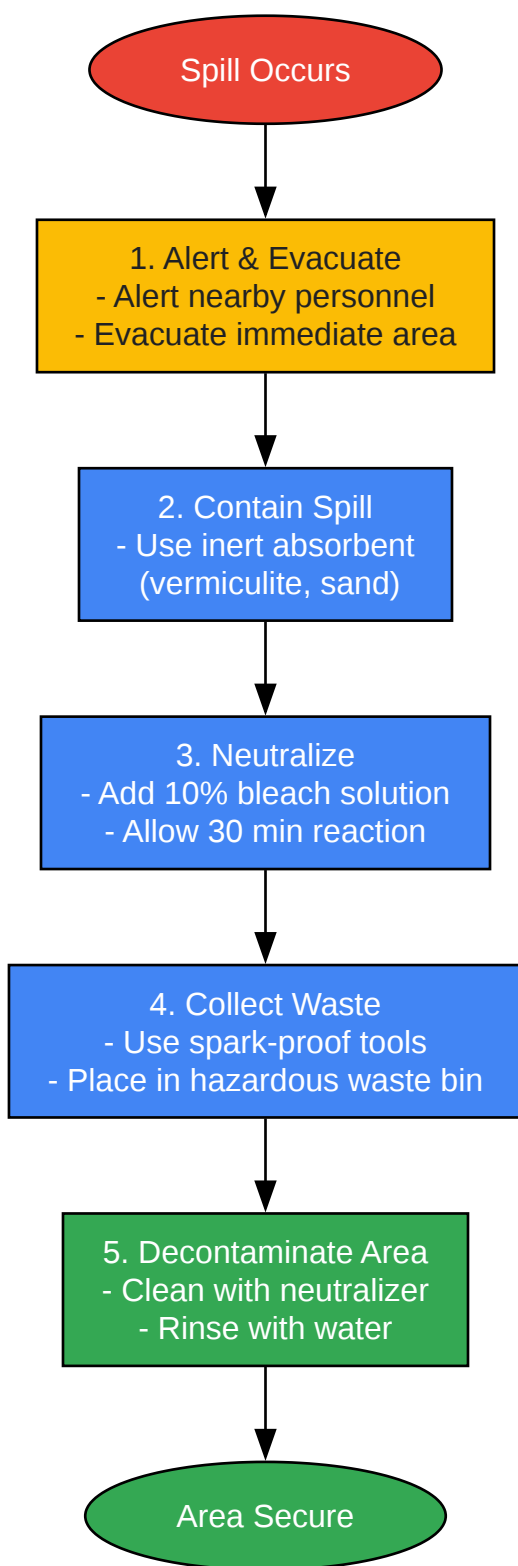 Spill Occurs
1. Alert & Evacuate
- Alert nearby personnel
- Evacuate immediate area
2. Contain Spill
- Use inert absorbent
(vermiculite, sand)
3. Neutralize
- Add 10% bleach solution
- Allow 30 min reaction
4. Collect Waste
- Use spark-proof tools
- Place in hazardous waste bin
5. Decontaminate Area
- Clean with neutralizer
- Rinse with water
Area Secure